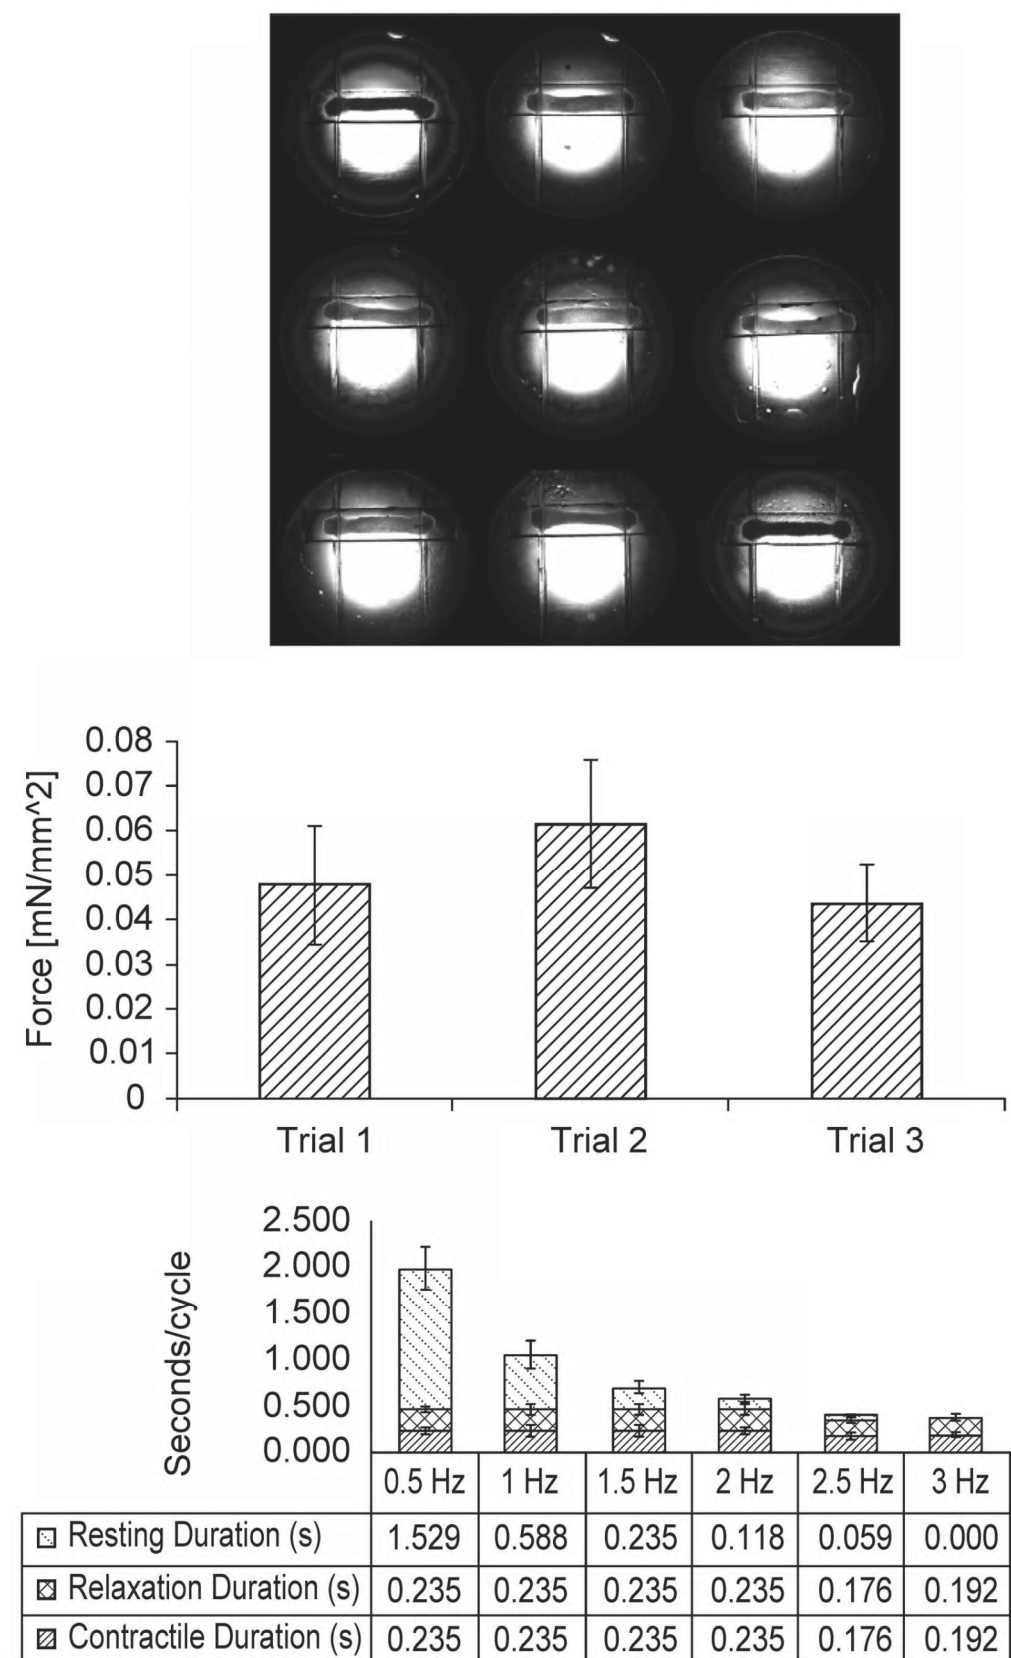 0.08
0.07
0.06
0.05
0.04
0.03
0.02
0.01
0
Force [mN/mm^2]
Trial 1 Trial 2 Trial 3
2.500
2.000
1.500
1.000
0.500
0.000
Seconds/cycle
0.5 Hz 1 Hz 1.5 Hz 2 Hz 2.5 Hz 3 Hz
Resting Duration (s) 1.529 0.588 0.235 0.118 0.059 0.000
Relaxation Duration (s) 0.235 0.235 0.235 0.235 0.176 0.192
Contractile Duration (s) 0.235 0.235 0.235 0.235 0.176 0.192